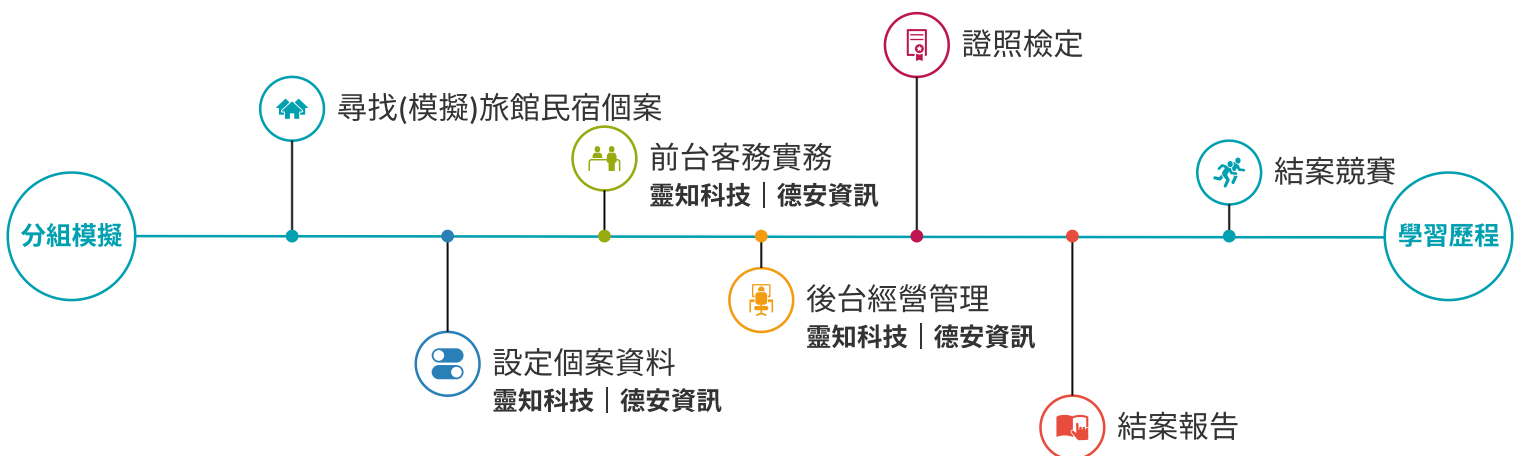 分組模擬
尋找(模擬)旅館民宿個案
設定個案資料
靈知科技｜德安資訊
前台客務實務
靈知科技｜德安資訊
後台經營管理
靈知科技｜德安資訊
證照檢定
結案報告
結案競賽
學習歷程